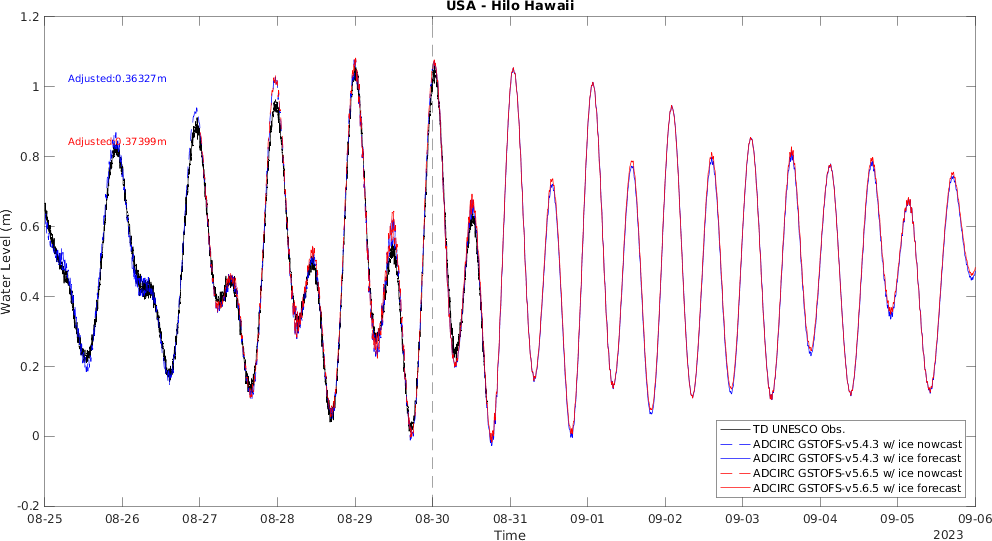 USA - Hilo Hawaii
1.2
1
0.8
0.6
0.4
0.2
0
-0.2
Water Level (m)
Adjusted:0.36327m
Adjusted:0.37399m
TD UNESCO Obs.
ADCIRC GSTOFS-v5.4.3 w/ ice nowcast
ADCIRC GSTOFS-v5.4.3 w/ ice forecast
ADCIRC GSTOFS-v5.6.5 w/ ice nowcast
ADCIRC GSTOFS-v5.6.5 w/ ice forecast
08-25 08-26 08-27 08-28 08-29 08-30 08-31 09-01 09-02 09-03 09-04 09-05 09-06
Time
2023